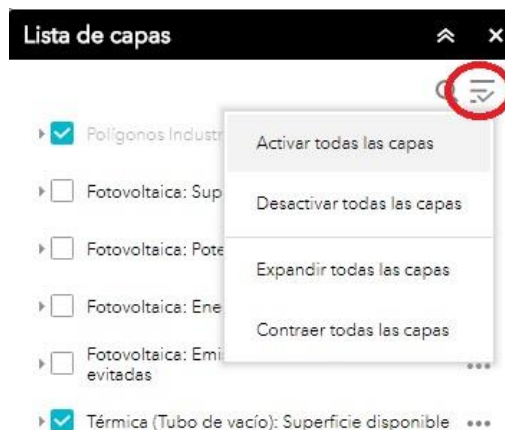 Lista de capas
Polígonos Industr
Activar todas las capas
Fotovoltaica: Sup
Desactivar todas las capas
Fotovoltaica: Pote
Expandir todas las capas
Fotovoltaica: Ene
Contraer todas las capas
Fotovoltaica: Emi
evitadas
Térmica (Tubo de vacío): Superficie disponible